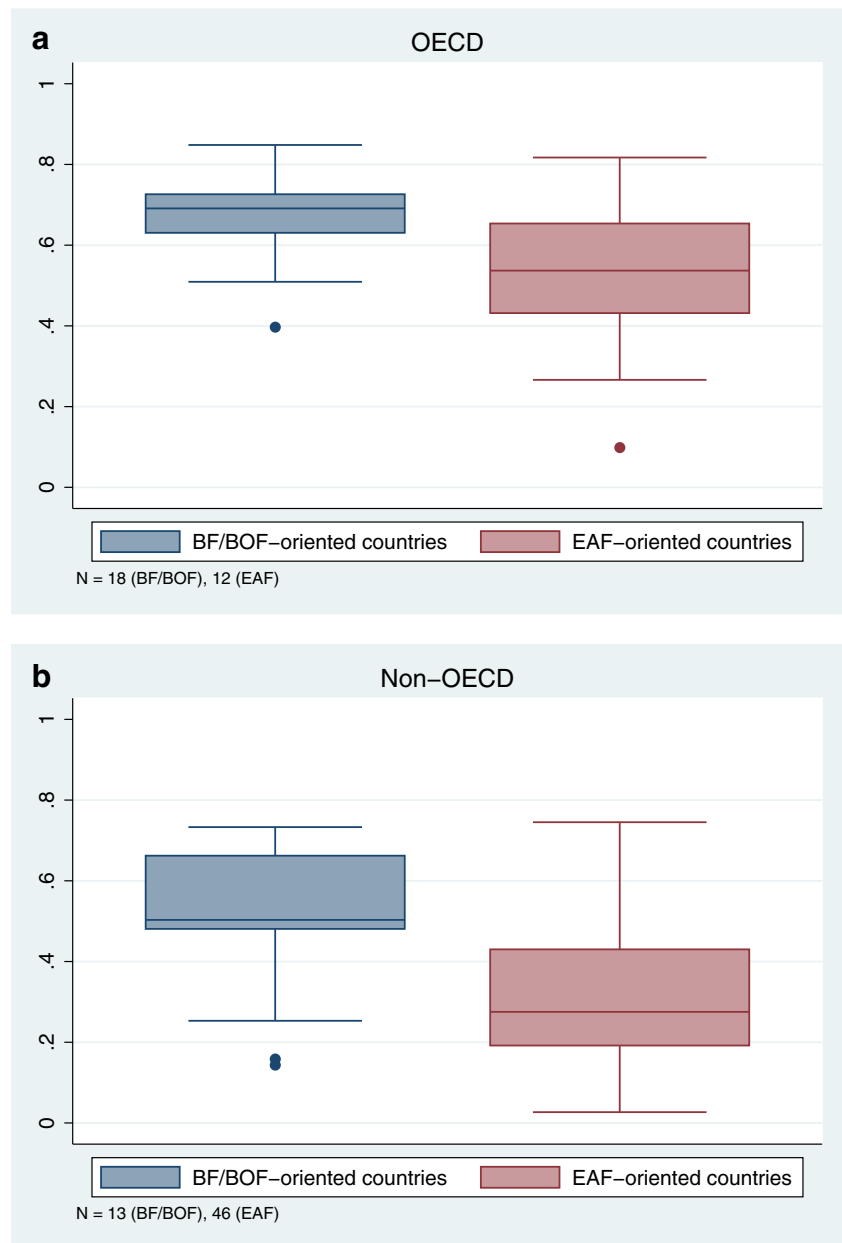 a
OECD
1
.8
.6
.4
.2
0
BF/BOF−oriented countries EAF−oriented countries
N = 18 (BF/BOF), 12 (EAF)
b
Non−OECD
1
.8
.6
.4
.2
0
BF/BOF−oriented countries EAF−oriented countries
N = 13 (BF/BOF), 46 (EAF)